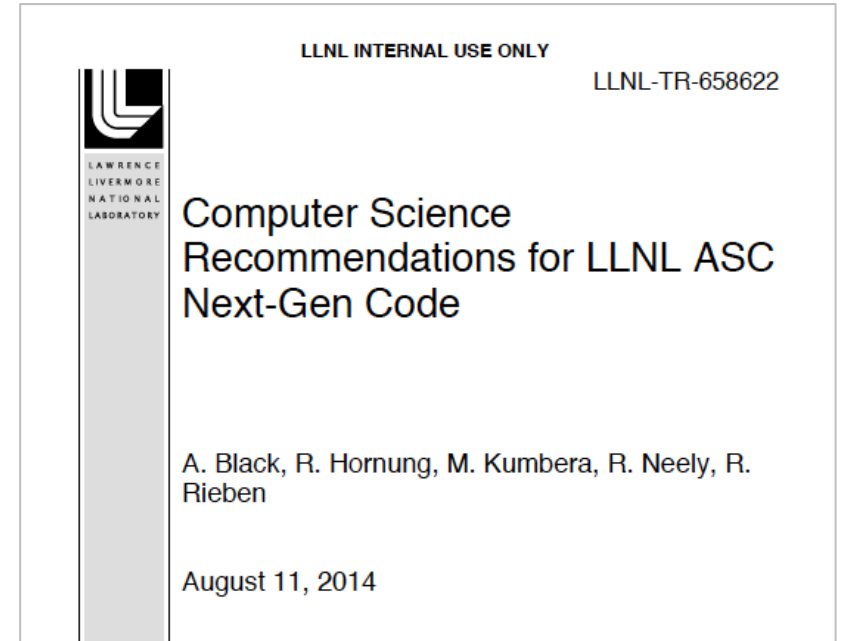 LLNL INTERNAL USE ONLY
LLNL-TR-658622
LAWRENCE
LIVERMORE
NATIONAL
LABORATORY
Computer Science
Recommendations for LLNL ASC
Next-Gen Code
A. Black, R. Hornung, M. Kumbera, R. Neely, R.
Rieben
August 11, 2014